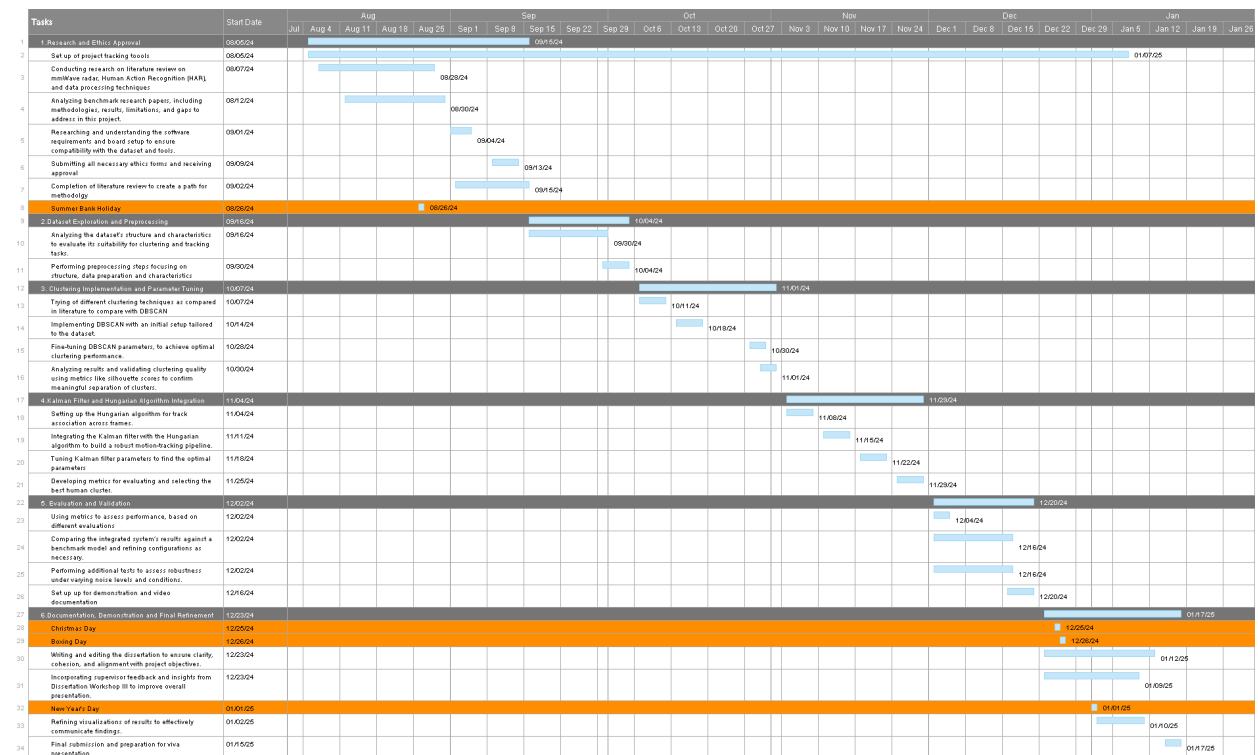 Tasks
Start Date
Aug
Sep
Oct
Nov
Dec
Jan
Jul Aug 4 Aug 11 Aug 18 Aug 25 Sep 1 Sep 8 Sep 15 Sep 22 Sep 29 Oct 6 Oct 13 Oct 20 Oct 27 Nov 3 Nov 10 Nov 17 Nov 24 Dec 1 Dec 8 Dec 15 Dec 22 Dec 29 Jan 5 Jan 12 Jan 19 Jan 26
1 1.Research and Ethics Approval 08/05/24 09/15/24
2 Set up of project tracking toools 08/05/24 01/07/25
Conducting research on literature review on
mmWave radar, Human Action Recognition (HAR),
and data processing techniques
3 08/07/24 08/28/24
Analyzing benchmark research papers, including
methodologies, results, limitations, and gaps to
address in this project.
4 08/12/24 08/30/24
Researching and understanding the software
requirements and board setup to ensure
compatibility with the dataset and tools.
5 09/01/24 09/04/24
Submitting all necessary ethics forms and receiving
approval
6 09/09/24 09/13/24
Completion of literature review to create a path for
methodolgy
7 09/02/24 09/15/24
8 Summer Bank Holiday 08/26/24 08/26/24
9 2.Dataset Exploration and Preprocessing 09/16/24 10/04/24
Analyzing the dataset's structure and characteristics
to evaluate its suitability for clustering and tracking
tasks.
10 09/16/24 09/30/24
Performing preprocessing steps focusing on
structure, data preparation and characteristics
11 09/30/24 10/04/24
12 3. Clustering Implementation and Parameter Tuning 10/07/24 11/01/24
Trying of different clustering techniques as compared
in literature to compare with DBSCAN
13 10/07/24 10/11/24
Implementing DBSCAN with an initial setup tailored
to the dataset.
14 10/14/24 10/18/24
Fine-tuning DBSCAN parameters, to achieve optimal
clustering performance.
15 10/28/24 10/30/24
Analyzing results and validating clustering quality
using metrics like silhouette scores to confirm
meaningful separation of clusters.
16 10/30/24 11/01/24
17 4.Kalman Filter and Hungarian Algorithm Integration 11/04/24 11/29/24
Setting up the Hungarian algorithm for track
association across frames.
18 11/04/24 11/08/24
Integrating the Kalman filter with the Hungarian
algorithm to build a robust motion-tracking pipeline.
19 11/11/24 11/15/24
Tuning Kalman filter parameters to find the optimal
parameters
20 11/18/24 11/22/24
Developing metrics for evaluating and selecting the
best human cluster.
21 11/25/24 11/29/24
22 5. Evaluation and Validation 12/02/24 12/20/24
Using metrics to assess performance, based on
different evaluations
23 12/02/24 12/04/24
Comparing the integrated system's results against a
benchmark model and refining configurations as
necessary.
24 12/02/24 12/16/24
Performing additional tests to assess robustness
under varying noise levels and conditions.
25 12/02/24 12/16/24
Set up up for demonstration and video
documentation
26 12/16/24 12/20/24
27 6.Documentation, Demonstration and Final Refinement 12/23/24 01/17/25
28 Christmas Day 12/25/24 12/25/24
29 Boxing Day 12/26/24 12/26/24
Writing and editing the dissertation to ensure clarity,
cohesion, and alignment with project objectives.
30 12/23/24 01/12/25
Incorporating supervisor feedback and insights from
Dissertation Workshop III to improve overall
presentation.
31 12/23/24 01/09/25
32 New Year's Day 01/01/25 01/01/25
Refining visualizations of results to effectively
communicate findings.
33 01/02/25 01/10/25
Final submission and preparation for viva
presentation
34 01/15/25 01/17/25